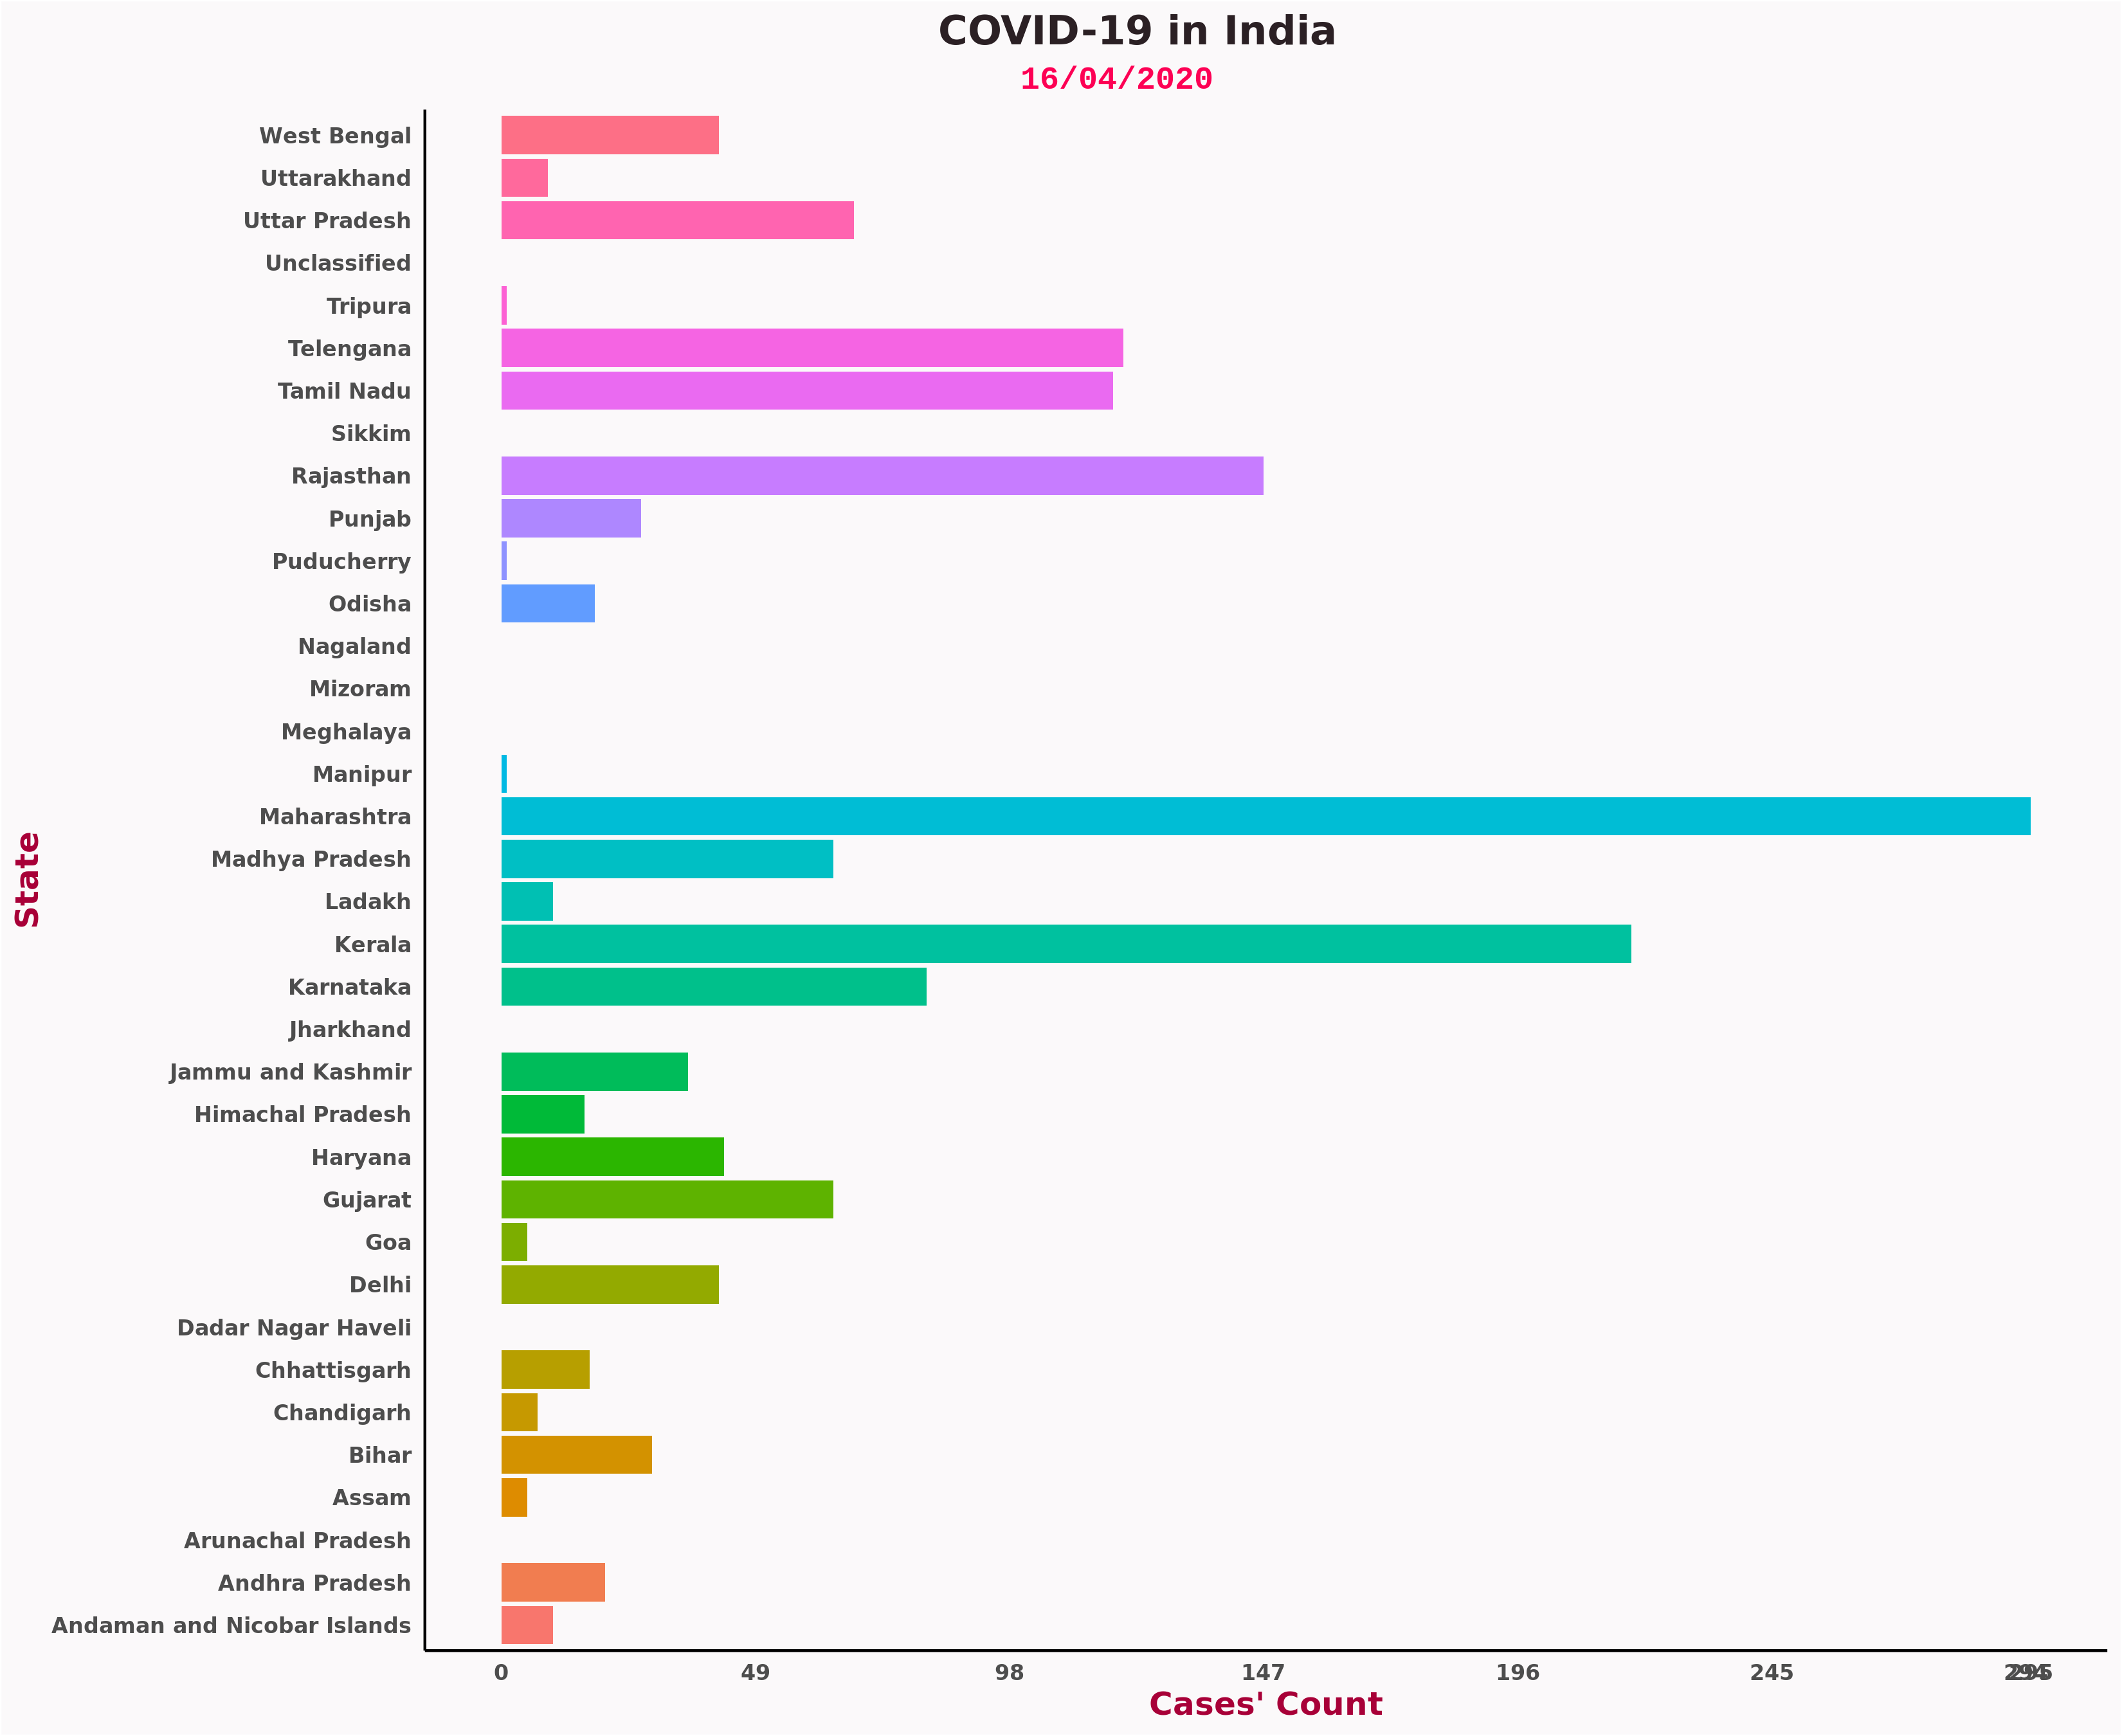 COVID-19 in India
16/04/2020
West Bengal
Uttarakhand
Uttar Pradesh
Unclassified
Tripura
Telengana
Tamil Nadu
Sikkim
Rajasthan
Punjab
Puducherry
Odisha
Nagaland
Mizoram
Meghalaya
Manipur
Maharashtra
Madhya Pradesh
Ladakh
Kerala
Karnataka
Jharkhand
Jammu and Kashmir
Himachal Pradesh
Haryana
Gujarat
Goa
Delhi
Dadar Nagar Haveli
Chhattisgarh
Chandigarh
Bihar
Assam
Arunachal Pradesh
Andhra Pradesh
Andaman and Nicobar Islands
State
0 49 98 147 196 245
Cases' Count